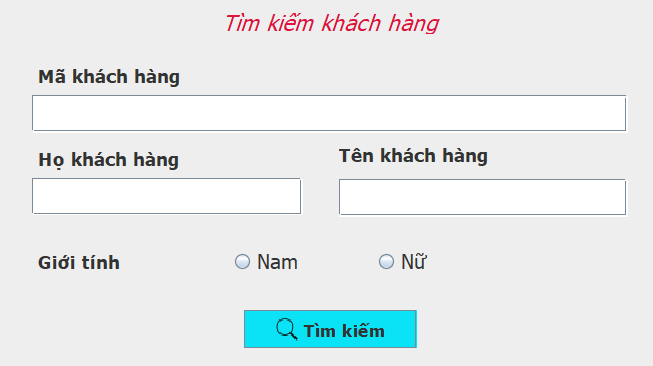 Tìm kiếm khách hàng
Mã khách hàng
Họ khách hàng
Tên khách hàng
Giới tính
Nam
Nữ
Tìm kiếm